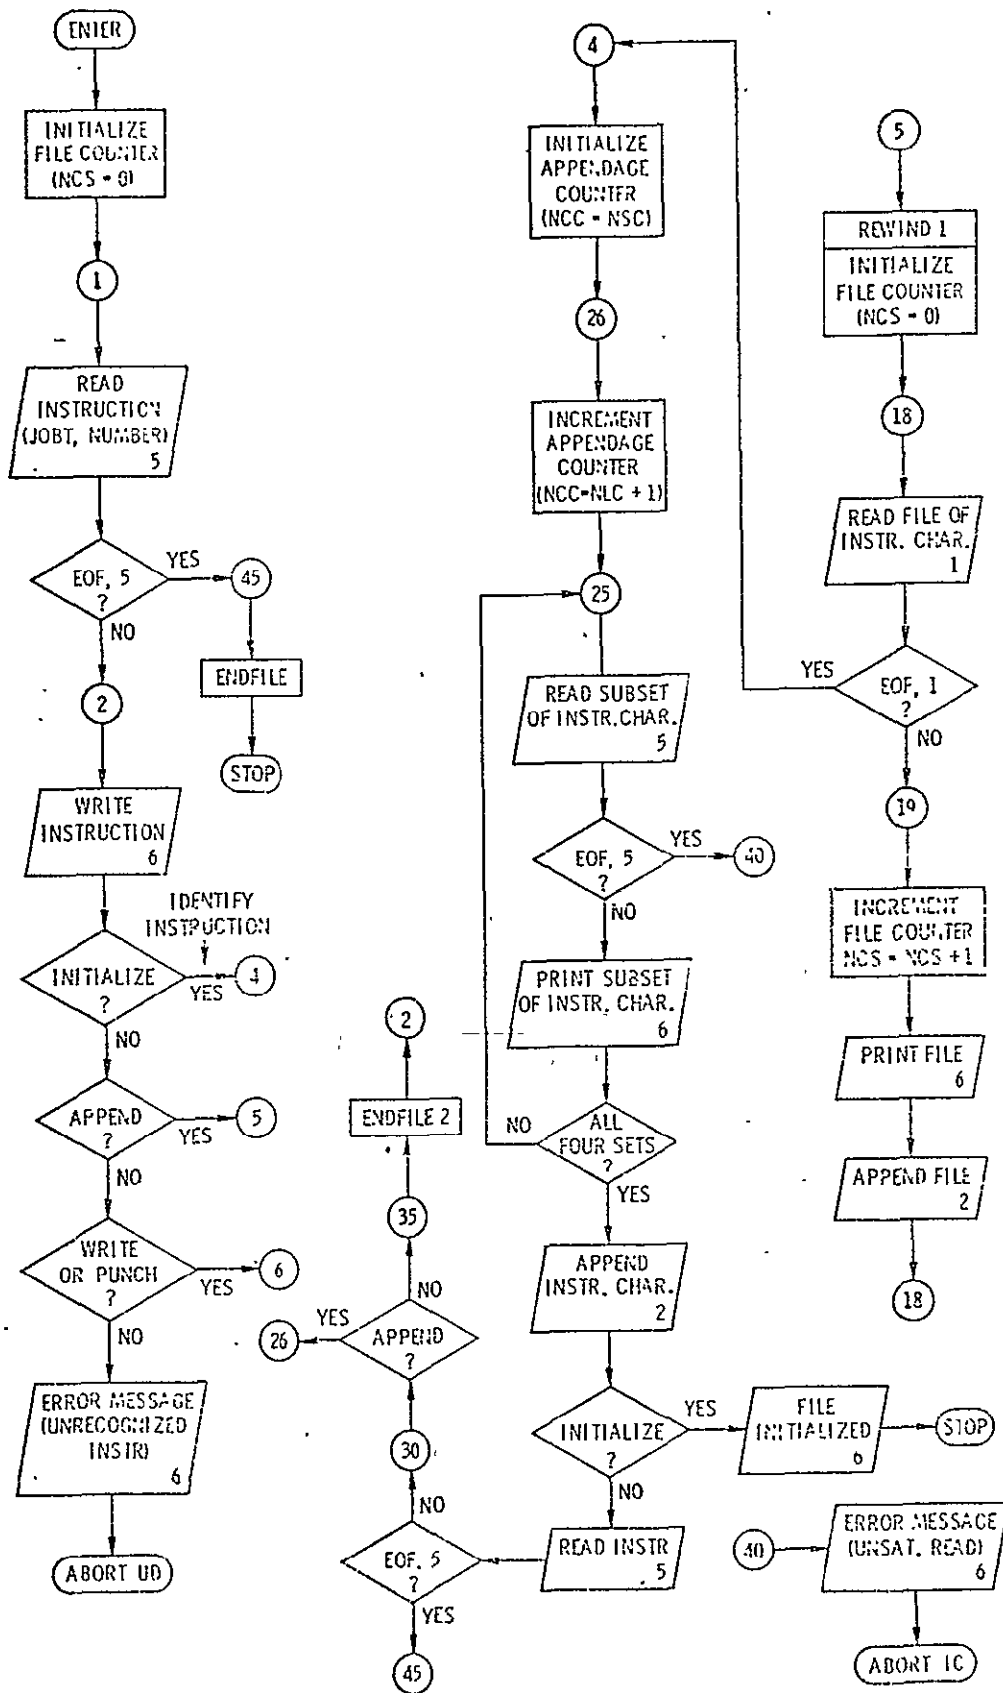 ENTER
INITIALIZE
FILE COUNTER
(NCS = 0)
1
READ
INSTRUCTION
(JOBT, NUMBER)
5
EOF, 5
?
YES
45
ENDFILE
STOP
NO
2
WRITE
INSTRUCTION
6
IDENTIFY
INSTRUCTION
INITIALIZE
?
YES
4
NO
APPEND
?
YES
5
NO
WRITE
OR PUNCH
?
YES
6
NO
ERROR MESSAGE
(UNRECOGNIZED
INSTR)
6
ABORT UD
4
INITIALIZE
APPENDAGE
COUNTER
(NCC = NSC)
26
INCREMENT
APPENDAGE
COUNTER
(NCC=NLC + 1)
25
READ SUBSET
OF INSTR. CHAR.
5
EOF, 5
?
YES
40
NO
PRINT SUBSET
OF INSTR. CHAR.
6
ALL
FOUR SETS
?
NO
YES
APPEND
INSTR. CHAR.
2
INITIALIZE
?
YES
FILE
INITIALIZED
6
STOP
NO
READ INSTR
5
EOF, 5
?
YES
45
NO
30
APPEND
?
YES
26
NO
35
ENDFILE 2
2
5
REWIND 1
INITIALIZE
FILE COUNTER
(NCS = 0)
18
READ FILE OF
INSTR. CHAR.
1
EOF, 1
?
YES
NO
19
INCREMENT
FILE COUNTER
NCS = NCS +1
PRINT FILE
6
APPEND FILE
2
18
40
ERROR MESSAGE
(UNSAT. READ)
6
ABORT IC